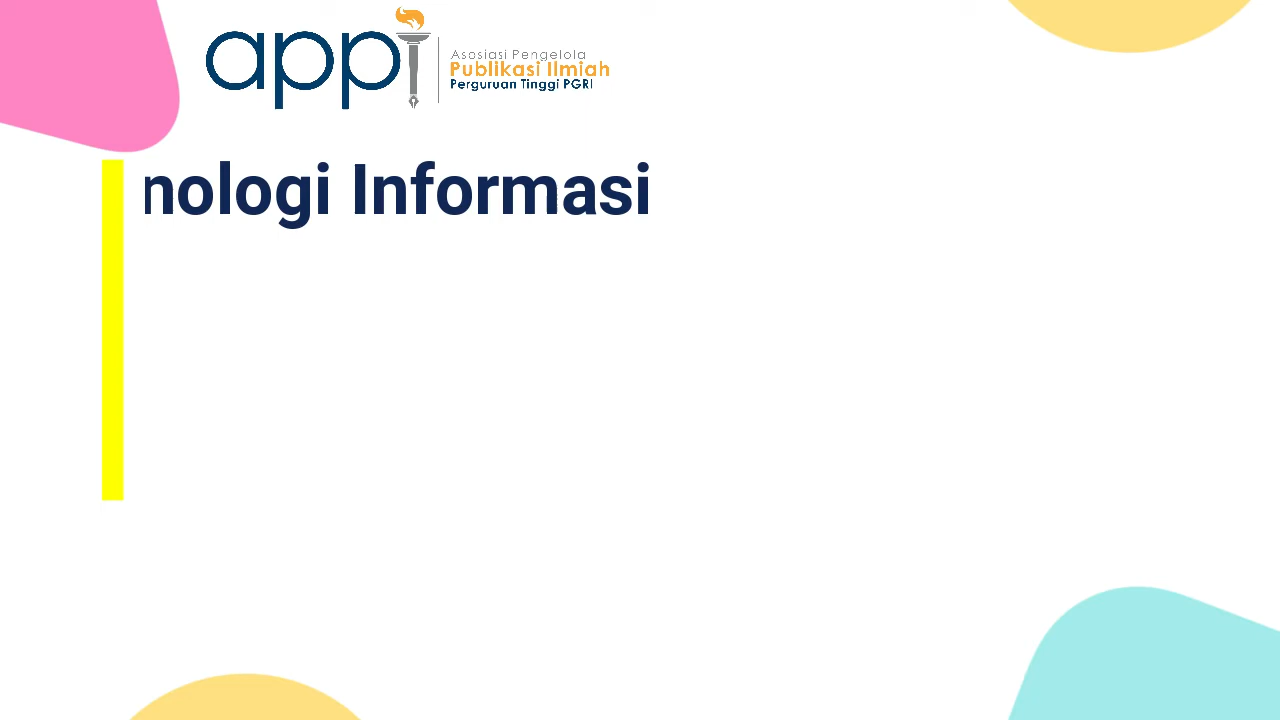 appi
Asosiasi Pengelola
Publikasi Ilmiah
Perguruan Tinggi PGRI
nologi Informasi